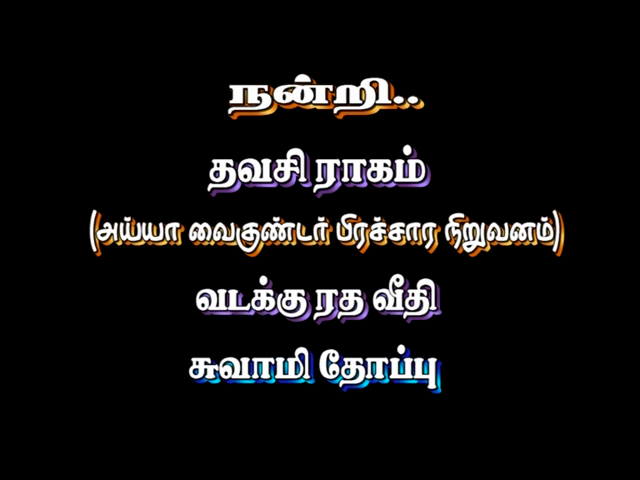 நன்றி..
தவசி ராகம்
(அய்யா வைகுண்டர் பிரச்சார நிறுவனம்)
வடக்கு ரத வீதி
சுவாமி தோப்பு